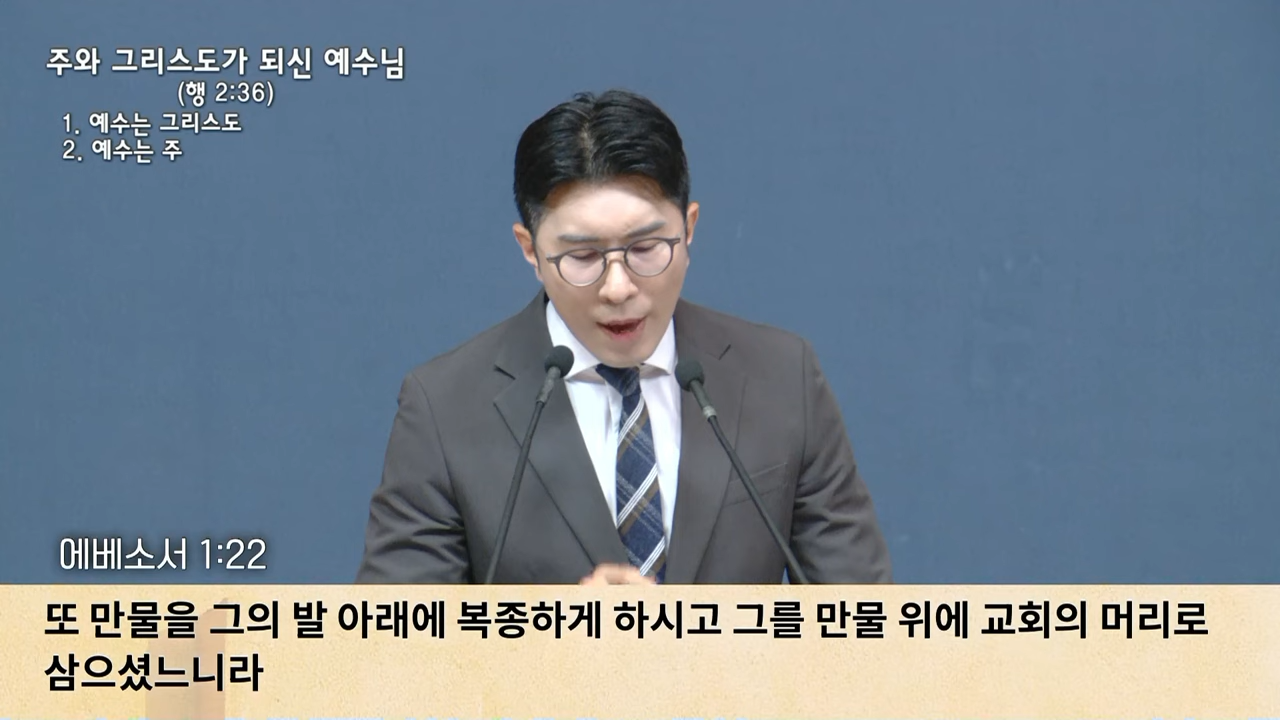 주와 그리스도가 되신 예수님
(행 2:36)
1. 예수는 그리스도
2. 예수는 주
에베소서 1:22
또 만물을 그의 발 아래에 복종하게 하시고 그를 만물 위에 교회의 머리로
삼으셨느니라